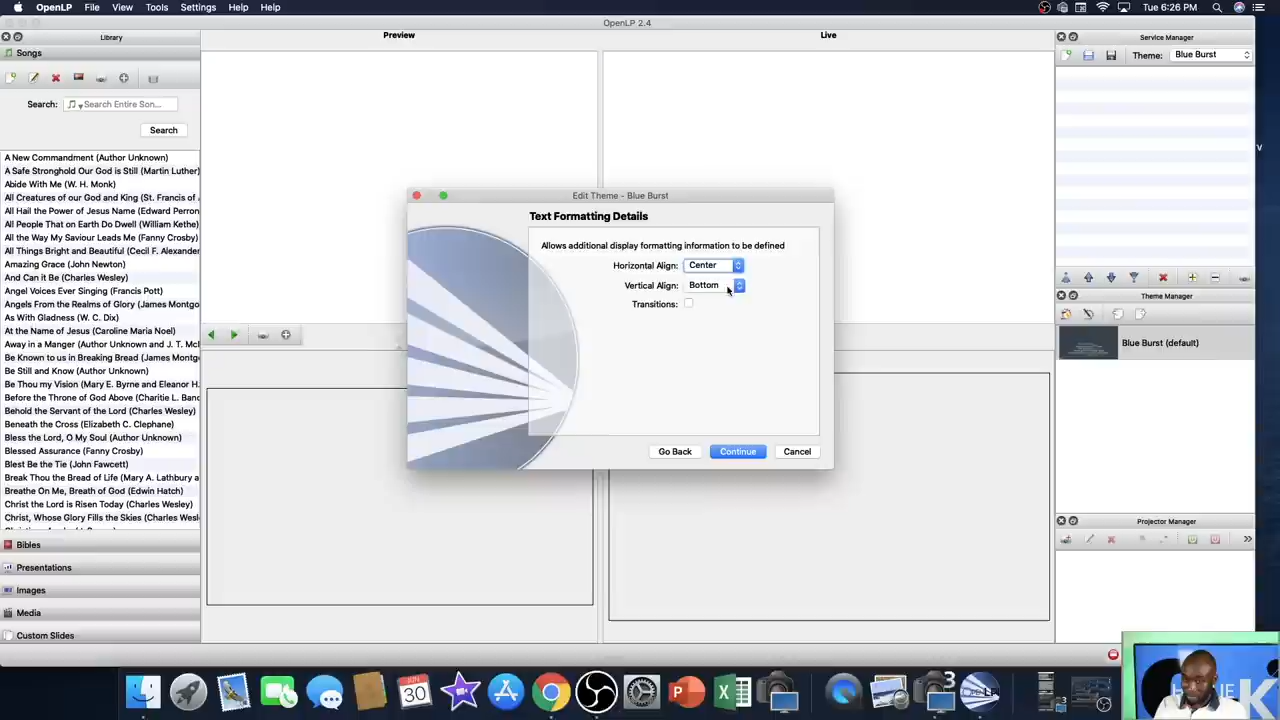 OpenLP File View Tools Settings Help Help Tue 6:26 PM
OpenLP 2.4
Library
Preview
Live
Service Manager
Songs
Theme: Blue Burst
Search: Search Entire Son...
Search
A New Commandment (Author Unknown)
A Safe Stronghold Our God is Still (Martin Luther)
Abide With Me (W. H. Monk)
All Creatures of our God and King (St. Francis of
All Hail the Power of Jesus Name (Edward Perron
All People That on Earth Do Dwell (William Kethe)
All the Way My Saviour Leads Me (Fanny Crosby)
All Things Bright and Beautiful (Cecil F. Alexander
Amazing Grace (John Newton)
And Can it Be (Charles Wesley)
Angel Voices Ever Singing (Francis Pott)
Angels From the Realms of Glory (James Montgo
As With Gladness (W. C. Dix)
At the Name of Jesus (Caroline Maria Noel)
Away in a Manger (Author Unknown and J. T. Mc
Be Known to us in Breaking Bread (James Montg
Be Still and Know (Author Unknown)
Be Thou my Vision (Mary E. Byrne and Eleanor H.
Before the Throne of God Above (Charitie L. Banc
Behold the Servant of the Lord (Charles Wesley)
Beneath the Cross (Elizabeth C. Clephane)
Bless the Lord, O My Soul (Author Unknown)
Blessed Assurance (Fanny Crosby)
Blest Be the Tie (John Fawcett)
Break Thou the Bread of Life (Mary A. Lathbury a
Breathe On Me, Breath of God (Edwin Hatch)
Christ the Lord is Risen Today (Charles Wesley)
Christ, Whose Glory Fills the Skies (Charles Wesl
Bibles
Presentations
Images
Media
Custom Slides
Edit Theme - Blue Burst
Text Formatting Details
Allows additional display formatting information to be defined
Horizontal Align: Center
Vertical Align: Bottom
Transitions:
Go Back Continue Cancel
Theme Manager
Blue Burst (default)
Projector Manager
»
JUN
30
3
K